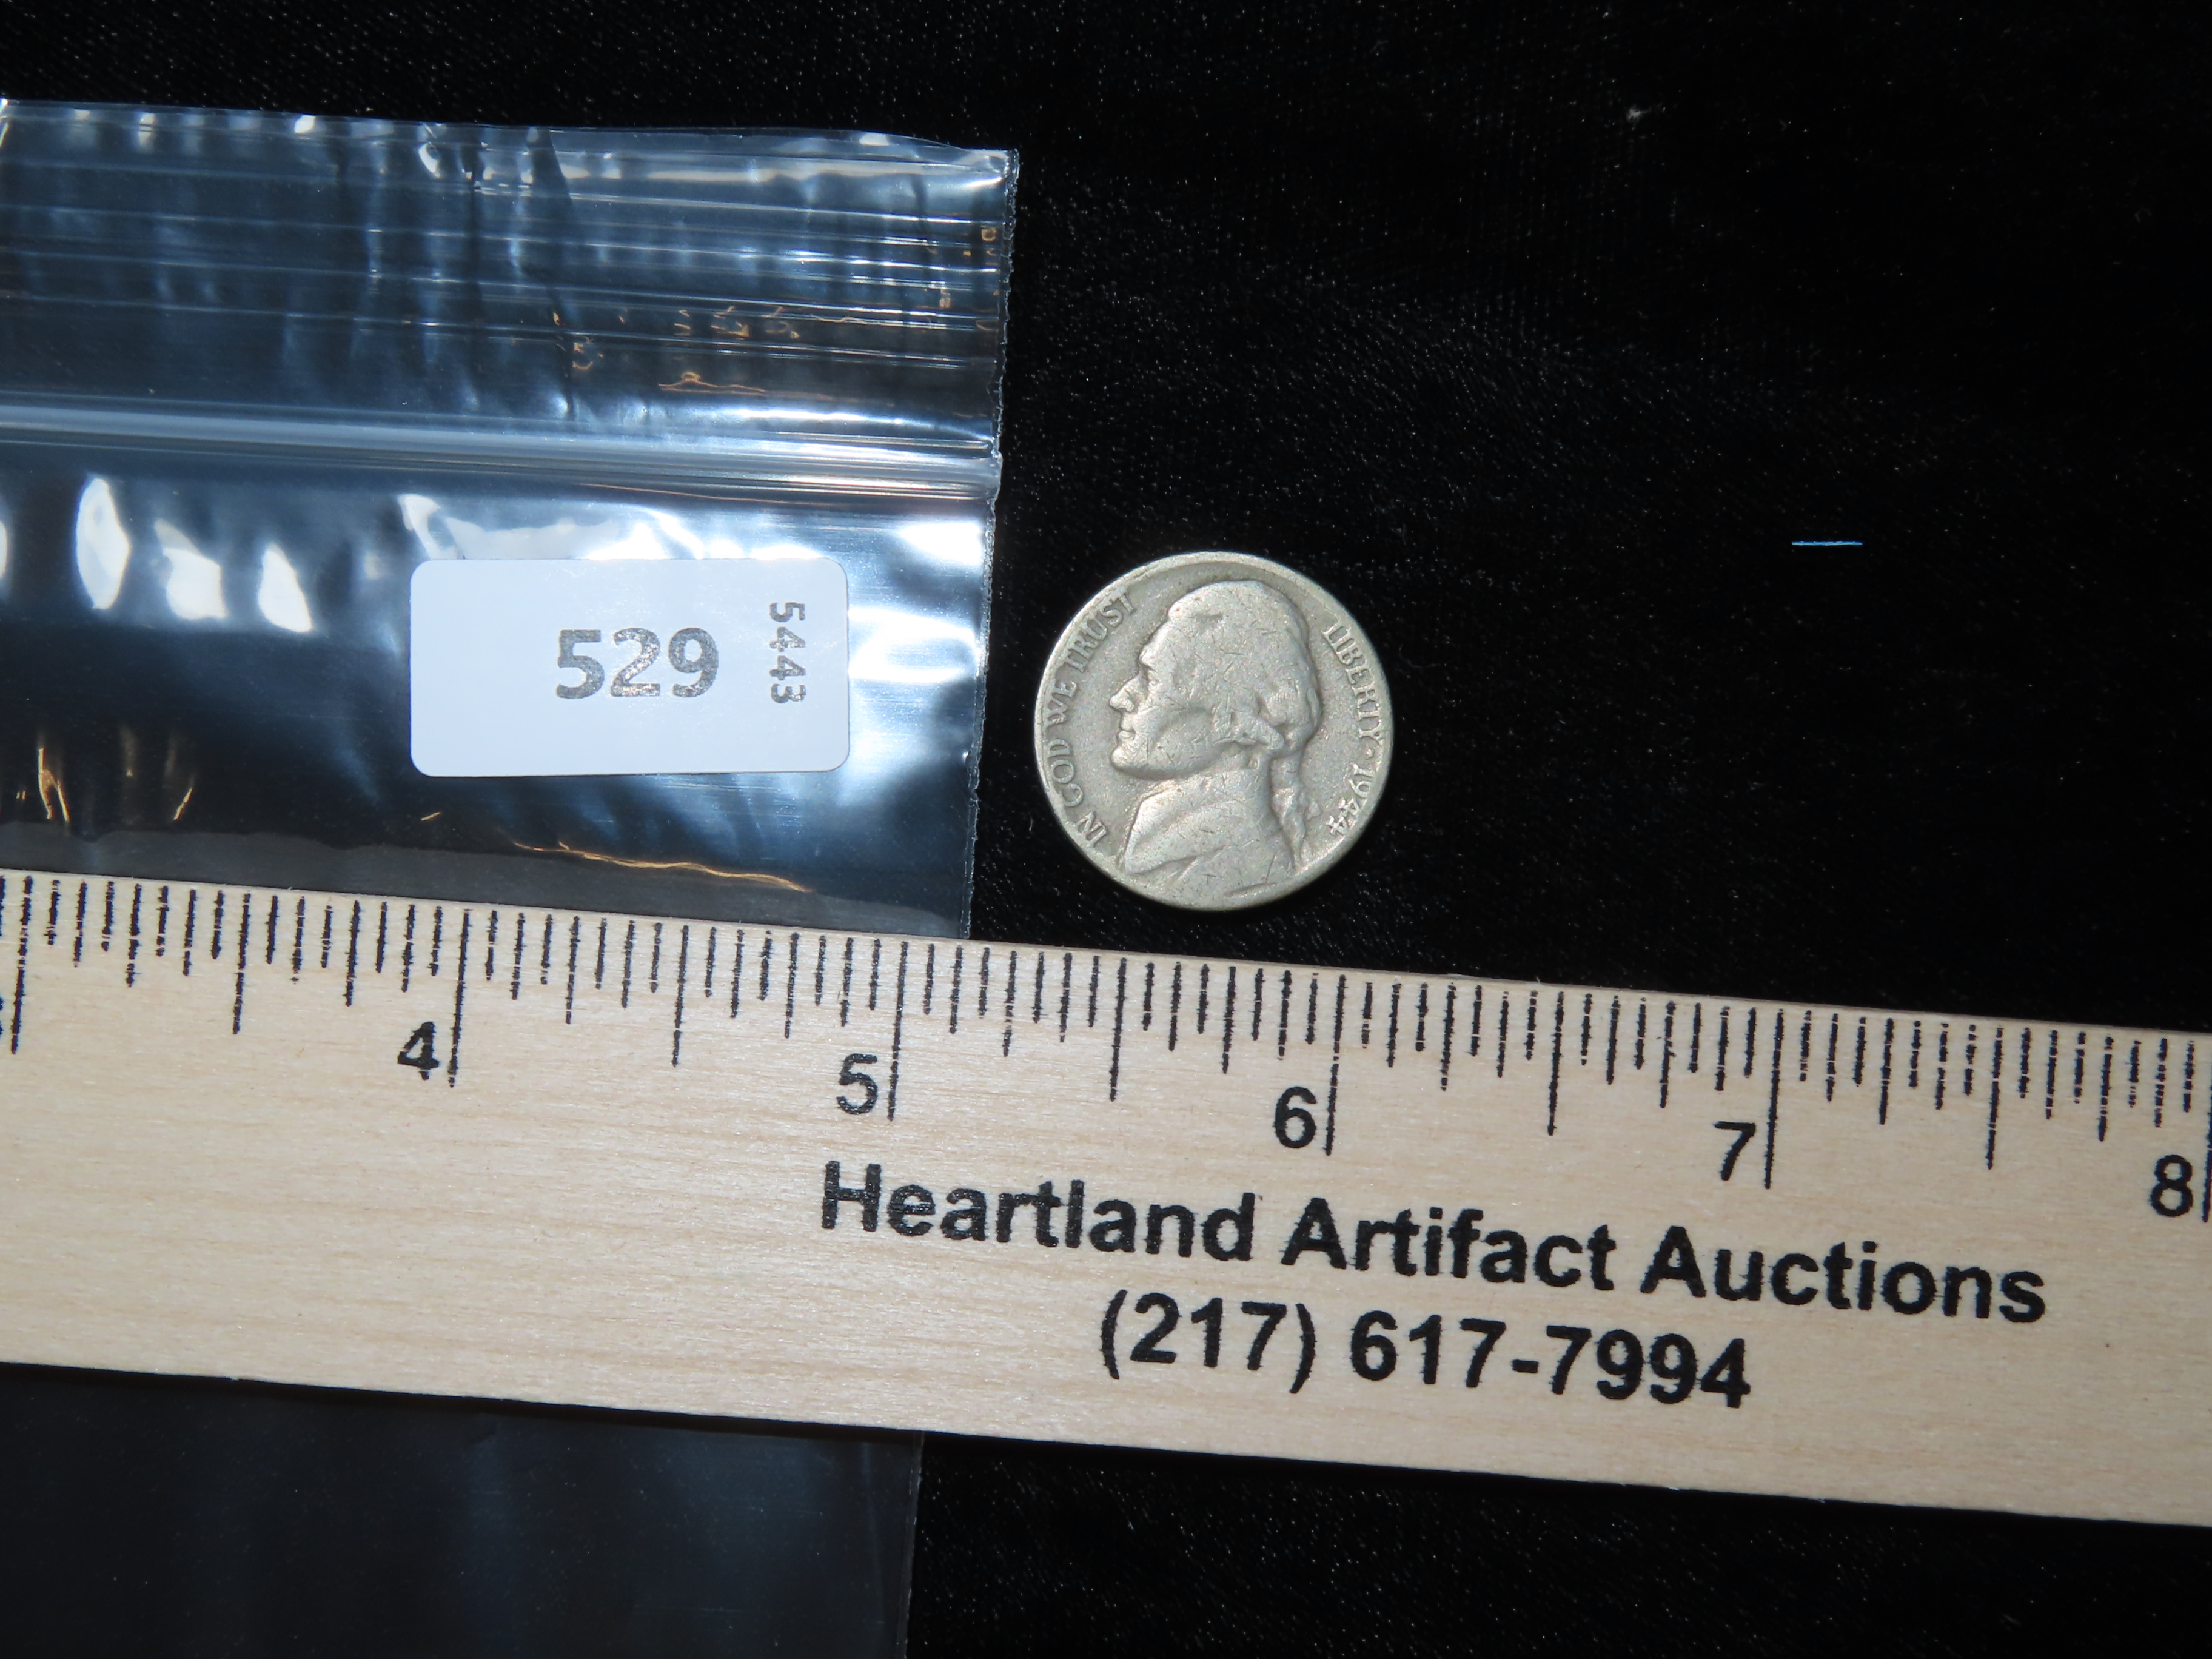 529
5443
IN GOD WE TRUST
LIBERTY · 1944
4 5 6 7 8
Heartland Artifact Auctions
(217) 617-7994